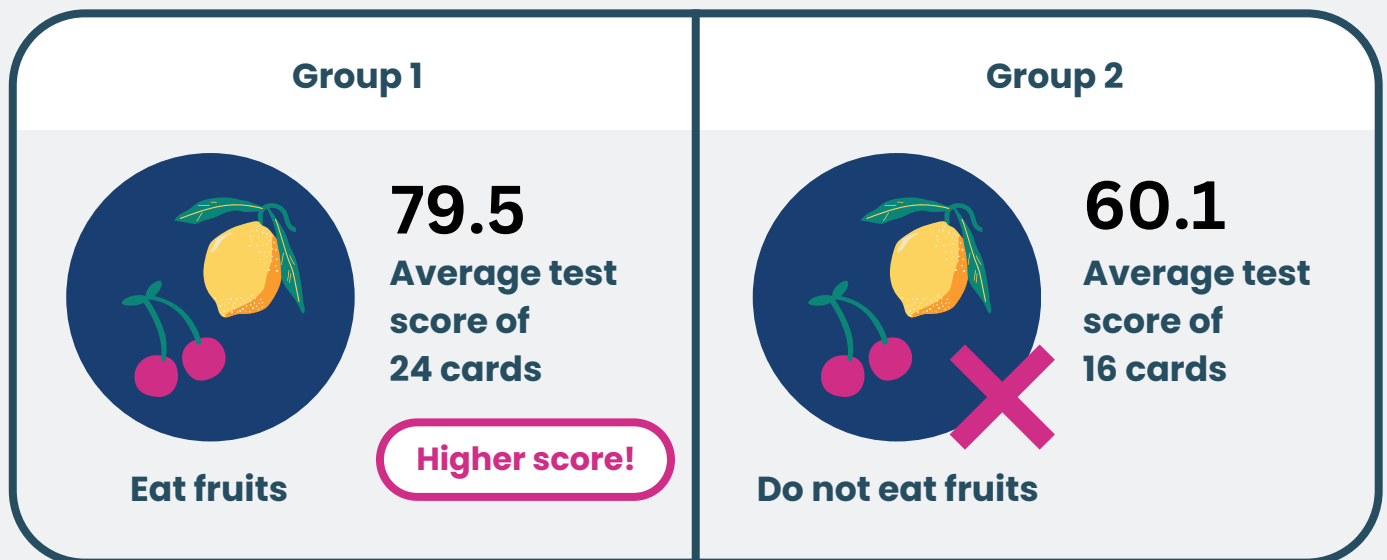 Group 1
79.5
Average test
score of
24 cards
Higher score!
Eat fruits
Group 2
60.1
Average test
score of
16 cards
Do not eat fruits